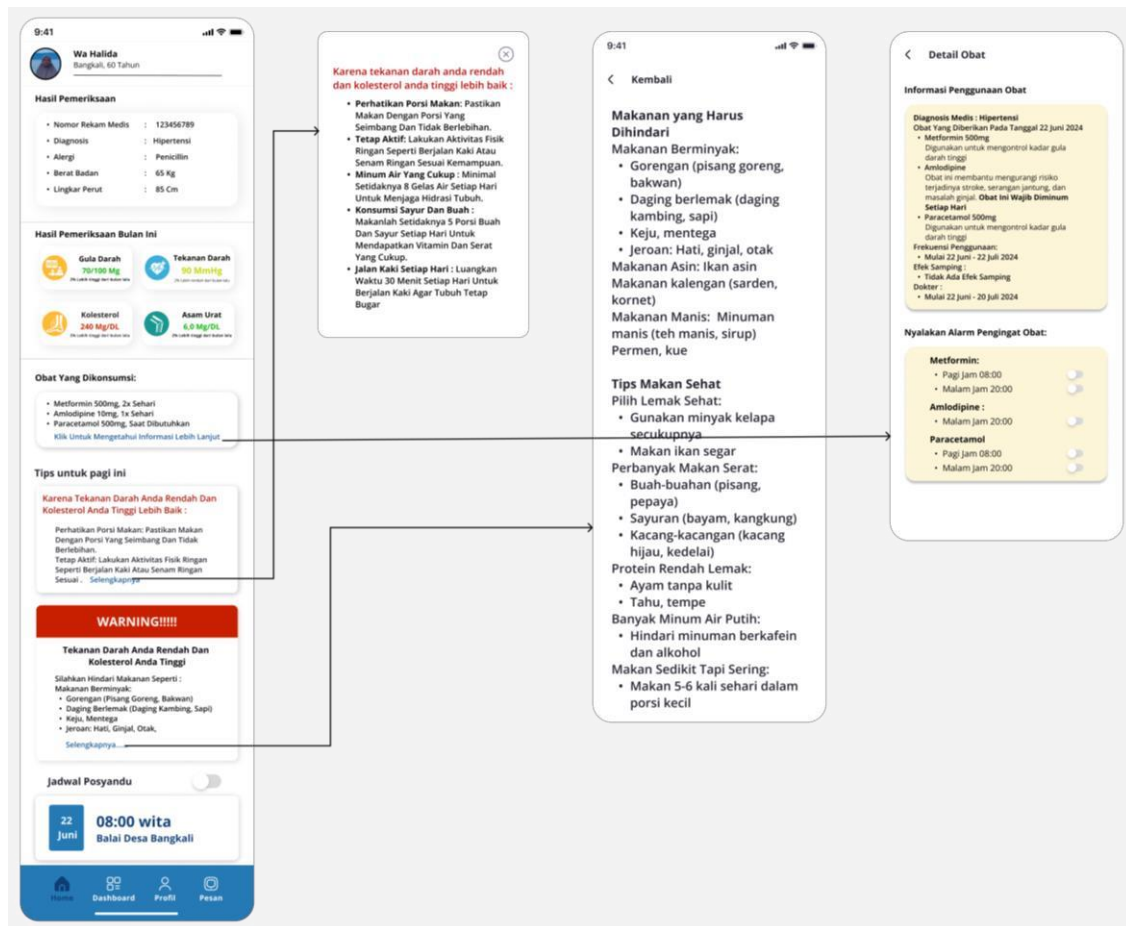 9:41
Wa Halida
Bangkali, 60 Tahun
Hasil Pemeriksaan
• Nomor Rekam Medis : 123456789
• Diagnosis : Hipertensi
• Alergi : Penicillin
• Berat Badan : 65 Kg
• Lingkar Perut : 85 Cm
Hasil Pemeriksaan Bulan Ini
Gula Darah
70/100 Mg
2% Lebih tinggi dari bulan lalu
Tekanan Darah
90 MmHg
Kolesterol
240 Mg/DL
2% Lebih tinggi dari bulan lalu
Asam Urat
6,0 Mg/DL
2% Lebih tinggi dari bulan lalu
Obat Yang Dikonsumsi:
• Metformin 500mg, 2x Sehari
• Amlodipine 10mg, 1x Sehari
• Paracetamol 500mg, Saat Dibutuhkan
Klik Untuk Mengetahui Informasi Lebih Lanjut
Tips untuk pagi ini
Karena Tekanan Darah Anda Rendah Dan
Kolesterol Anda Tinggi Lebih Baik :
Perhatikan Porsi Makan: Pastikan Makan
Dengan Porsi Yang Seimbang Dan Tidak
Berlebihan.
Tetap Aktif: Lakukan Aktivitas Fisik Ringan
Seperti Berjalan Kaki Atau Senam Ringan
Sesuai . Selengkapnya
WARNING!!!!!
Tekanan Darah Anda Rendah Dan
Kolesterol Anda Tinggi
Silahkan Hindari Makanan Seperti :
Makanan Berminyak:
• Gorengan (Pisang Goreng, Bakwan)
• Daging Berlemak (Daging Kambing, Sapi)
• Keju, Mentega
• Jeroan: Hati, Ginjal, Otak,
Selengkapnya....
Jadwal Posyandu
22
Juni
08:00 wita
Balai Desa Bangkali
Home
Dashboard
Profil
Pesan
Karena tekanan darah anda rendah
dan kolesterol anda tinggi lebih baik :
• Perhatikan Porsi Makan: Pastikan
Makan Dengan Porsi Yang
Seimbang Dan Tidak Berlebihan.
• Tetap Aktif: Lakukan Aktivitas Fisik
Ringan Seperti Berjalan Kaki Atau
Senam Ringan Sesuai Kemampuan.
• Minum Air Yang Cukup : Minimal
Setidaknya 8 Gelas Air Setiap Hari
Untuk Menjaga Hidrasi Tubuh.
• Konsumsi Sayur Dan Buah :
Makanlah Setidaknya 5 Porsi Buah
Dan Sayur Setiap Hari Untuk
Mendapatkan Vitamin Dan Serat
Yang Cukup.
• Jalan Kaki Setiap Hari : Luangkan
Waktu 30 Menit Setiap Hari Untuk
Berjalan Kaki Agar Tubuh Tetap
Bugar
9:41
Kembali
Makanan yang Harus
Dihindari
Makanan Berminyak:
• Gorengan (pisang goreng,
bakwan)
• Daging berlemak (daging
kambing, sapi)
• Keju, mentega
• Jeroan: Hati, ginjal, otak
Makanan Asin: Ikan asin
Makanan kalengan (sarden,
kornet)
Makanan Manis: Minuman
manis (teh manis, sirup)
Permen, kue
Tips Makan Sehat
Pilih Lemak Sehat:
• Gunakan minyak kelapa
secukupnya
• Makan ikan segar
Perbanyak Makan Serat:
• Buah-buahan (pisang,
pepaya)
• Sayuran (bayam, kangkung)
• Kacang-kacangan (kacang
hijau, kedelai)
Protein Rendah Lemak:
• Ayam tanpa kulit
• Tahu, tempe
Banyak Minum Air Putih:
• Hindari minuman berkafein
dan alkohol
Makan Sedikit Tapi Sering:
• Makan 5-6 kali sehari dalam
porsi kecil
Detail Obat
Informasi Penggunaan Obat
Diagnosis Medis : Hipertensi
Obat Yang Diberikan Pada Tanggal 22 Juni 2024
• Metformin 500mg
Digunakan untuk mengontrol kadar gula
darah tinggi
• Amlodipine
Obat ini membantu mengurangi risiko
terjadinya stroke, serangan jantung, dan
masalah ginjal. Obat Ini Wajib Diminum
Setiap Hari
• Paracetamol 500mg
Digunakan untuk mengontrol kadar gula
darah tinggi
Frekuensi Penggunaan:
• Mulai 22 Juni - 22 Juli 2024
Efek Samping :
• Tidak Ada Efek Samping
Dokter :
• Mulai 22 Juni - 20 Juli 2024
Nyalakan Alarm Pengingat Obat:
Metformin:
• Pagi Jam 08:00
• Malam Jam 20:00
Amlodipine :
• Malam Jam 20:00
Paracetamol
• Pagi Jam 08:00
• Malam Jam 20:00